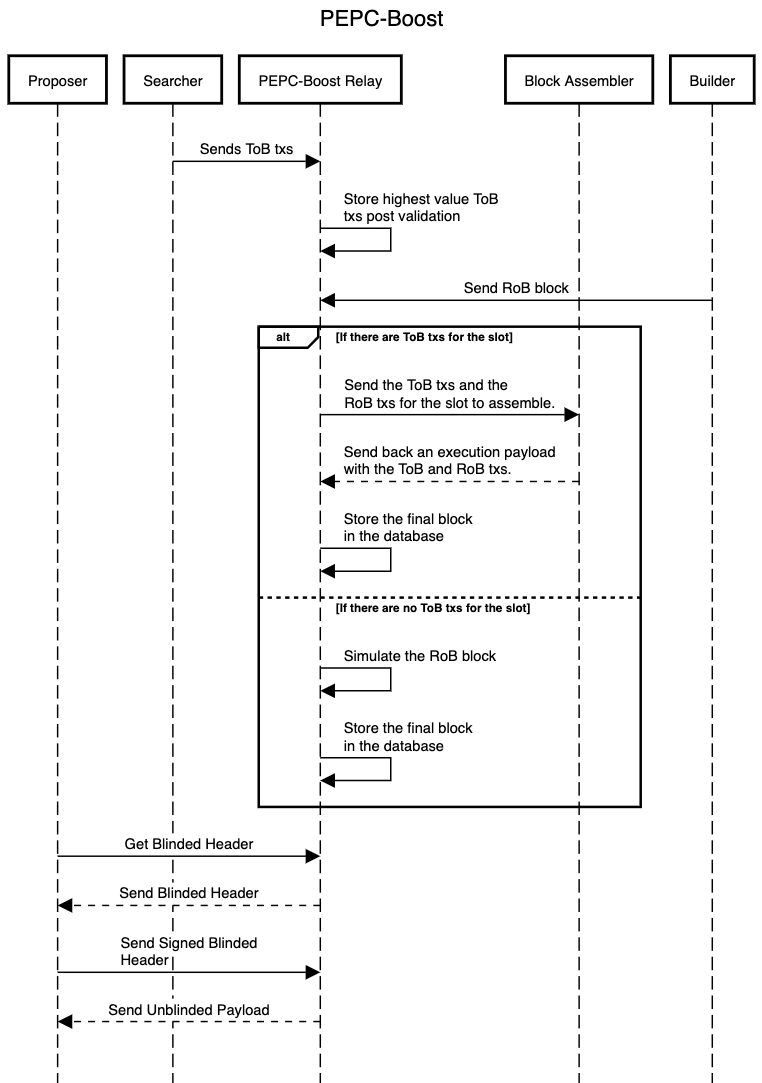 PEPC-Boost
Proposer
Searcher
PEPC-Boost Relay
Block Assembler
Builder
Sends ToB txs
Store highest value ToB
txs post validation
Send RoB block
alt
[If there are ToB txs for the slot]
Send the ToB txs and the
RoB txs for the slot to assemble.
Send back an execution payload
with the ToB and RoB txs.
Store the final block
in the database
[If there are no ToB txs for the slot]
Simulate the RoB block
Store the final block
in the database
Get Blinded Header
Send Blinded Header
Send Signed Blinded
Header
Send Unblinded Payload